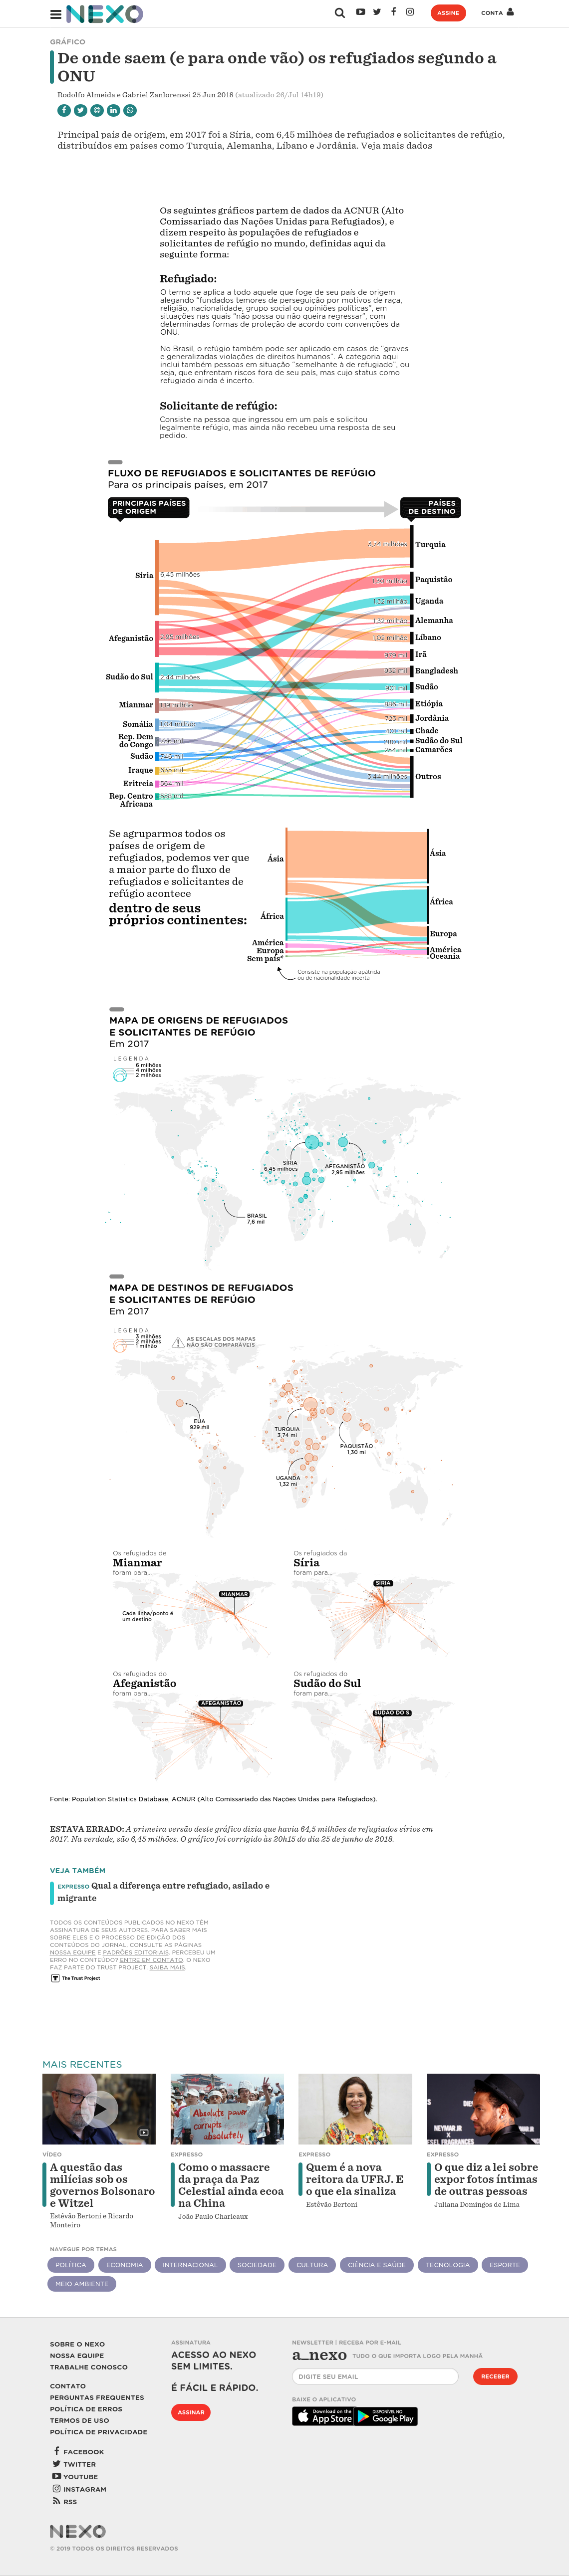 NEXO
ASSINE
CONTA
GRÁFICO
De onde saem (e para onde vão) os refugiados segundo a
ONU
Rodolfo Almeida e Gabriel Zanlorenssi 25 Jun 2018 (atualizado 26/Jul 14h19)
Principal país de origem, em 2017 foi a Síria, com 6,45 milhões de refugiados e solicitantes de refúgio,
distribuídos em países como Turquia, Alemanha, Líbano e Jordânia. Veja mais dados
Os seguintes gráficos partem de dados da ACNUR (Alto
Comissariado das Nações Unidas para Refugiados), e
dizem respeito às populações de refugiados e
solicitantes de refúgio no mundo, definidas aqui da
seguinte forma:
Refugiado:
O termo se aplica a todo aquele que foge de seu país de origem
alegando “fundados temores de perseguição por motivos de raça,
religião, nacionalidade, grupo social ou opiniões políticas”, em
situações nas quais “não possa ou não queira regressar”, com
determinadas formas de proteção de acordo com convenções da
ONU.
No Brasil, o refúgio também pode ser aplicado em casos de “graves
e generalizadas violações de direitos humanos”. A categoria aqui
inclui também pessoas em situação “semelhante à de refugiado”, ou
seja, que enfrentam riscos fora de seu país, mas cujo status como
refugiado ainda é incerto.
Solicitante de refúgio:
Consiste na pessoa que ingressou em um país e solicitou
legalmente refúgio, mas ainda não recebeu uma resposta de seu
pedido.
FLUXO DE REFUGIADOS E SOLICITANTES DE REFÚGIO
Para os principais países, em 2017
PRINCIPAIS PAÍSES
DE ORIGEM
PAÍSES
DE DESTINO
Síria
6,45 milhões
Afeganistão
2,95 milhões
Sudão do Sul
2,44 milhões
Mianmar
1,19 milhão
Somália
1,04 milhão
Rep. Dem
do Congo
756 mil
Sudão
746 mil
Iraque
635 mil
Eritreia
564 mil
Rep. Centro
Africana
558 mil
3,74 milhões
Turquia
1,30 milhão
Paquistão
1,32 milhão
Uganda
1,32 milhão
Alemanha
1,02 milhão
Líbano
979 mil
Irã
932 mil
Bangladesh
901 mil
Sudão
886 mil
Etiópia
723 mil
Jordânia
491 mil
Chade
280 mil
Sudão do Sul
254 mil
Camarões
3,44 milhões
Outros
Se agruparmos todos os
países de origem de
refugiados, podemos ver que
a maior parte do fluxo de
refugiados e solicitantes de
refúgio acontece
dentro de seus
próprios continentes:
Ásia
África
América
Europa
Sem país*
Ásia
África
Europa
América
Oceania
Consiste na população apátrida
ou de nacionalidade incerta
MAPA DE ORIGENS DE REFUGIADOS
E SOLICITANTES DE REFÚGIO
Em 2017
LEGENDA
6 milhões
4 milhões
2 milhões
SÍRIA
6,45 milhões
AFEGANISTÃO
2,95 milhões
BRASIL
7,6 mil
MAPA DE DESTINOS DE REFUGIADOS
E SOLICITANTES DE REFÚGIO
Em 2017
LEGENDA
3 milhões
2 milhões
1 milhão
AS ESCALAS DOS MAPAS
NÃO SÃO COMPARÁVEIS
EUA
929 mil
TURQUIA
3,74 mi
PAQUISTÃO
1,30 mi
UGANDA
1,32 mi
Os refugiados de
Mianmar
foram para...
MIANMAR
Cada linha/ponto é
um destino
Os refugiados da
Síria
foram para...
SÍRIA
Os refugiados do
Afeganistão
foram para...
AFEGANISTÃO
Os refugiados do
Sudão do Sul
foram para...
SUDÃO DO S.
Fonte: Population Statistics Database, ACNUR (Alto Comissariado das Nações Unidas para Refugiados).
ESTAVA ERRADO: A primeira versão deste gráfico dizia que havia 64,5 milhões de refugiados sírios em
2017. Na verdade, são 6,45 milhões. O gráfico foi corrigido às 20h15 do dia 25 de junho de 2018.
VEJA TAMBÉM
EXPRESSO Qual a diferença entre refugiado, asilado e
migrante
TODOS OS CONTEÚDOS PUBLICADOS NO NEXO TÊM
ASSINATURA DE SEUS AUTORES. PARA SABER MAIS
SOBRE ELES E O PROCESSO DE EDIÇÃO DOS
CONTEÚDOS DO JORNAL, CONSULTE AS PÁGINAS
NOSSA EQUIPE E PADRÕES EDITORIAIS. PERCEBEU UM
ERRO NO CONTEÚDO? ENTRE EM CONTATO. O NEXO
FAZ PARTE DO TRUST PROJECT. SAIBA MAIS.
The Trust Project
MAIS RECENTES
Absolute power
corrupts
absolutely
NEYMAR JR
DIESEL FRAGRANCES
VÍDEO
A questão das
milícias sob os
governos Bolsonaro
e Witzel
Estêvão Bertoni e Ricardo
Monteiro
EXPRESSO
Como o massacre
da praça da Paz
Celestial ainda ecoa
na China
João Paulo Charleaux
EXPRESSO
Quem é a nova
reitora da UFRJ. E
o que ela sinaliza
Estêvão Bertoni
EXPRESSO
O que diz a lei sobre
expor fotos íntimas
de outras pessoas
Juliana Domingos de Lima
NAVEGUE POR TEMAS
POLÍTICA
ECONOMIA
INTERNACIONAL
SOCIEDADE
CULTURA
CIÊNCIA E SAÚDE
TECNOLOGIA
ESPORTE
MEIO AMBIENTE
SOBRE O NEXO
NOSSA EQUIPE
TRABALHE CONOSCO
CONTATO
PERGUNTAS FREQUENTES
POLÍTICA DE ERROS
TERMOS DE USO
POLÍTICA DE PRIVACIDADE
FACEBOOK
TWITTER
YOUTUBE
INSTAGRAM
RSS
ASSINATURA
ACESSO AO NEXO
SEM LIMITES.
É FÁCIL E RÁPIDO.
ASSINAR
NEWSLETTER | RECEBA POR E-MAIL
a_nexo TUDO O QUE IMPORTA LOGO PELA MANHÃ
DIGITE SEU EMAIL
RECEBER
BAIXE O APLICATIVO
Download on the
App Store
DISPONÍVEL NO
Google Play
NEXO
© 2019 TODOS OS DIREITOS RESERVADOS